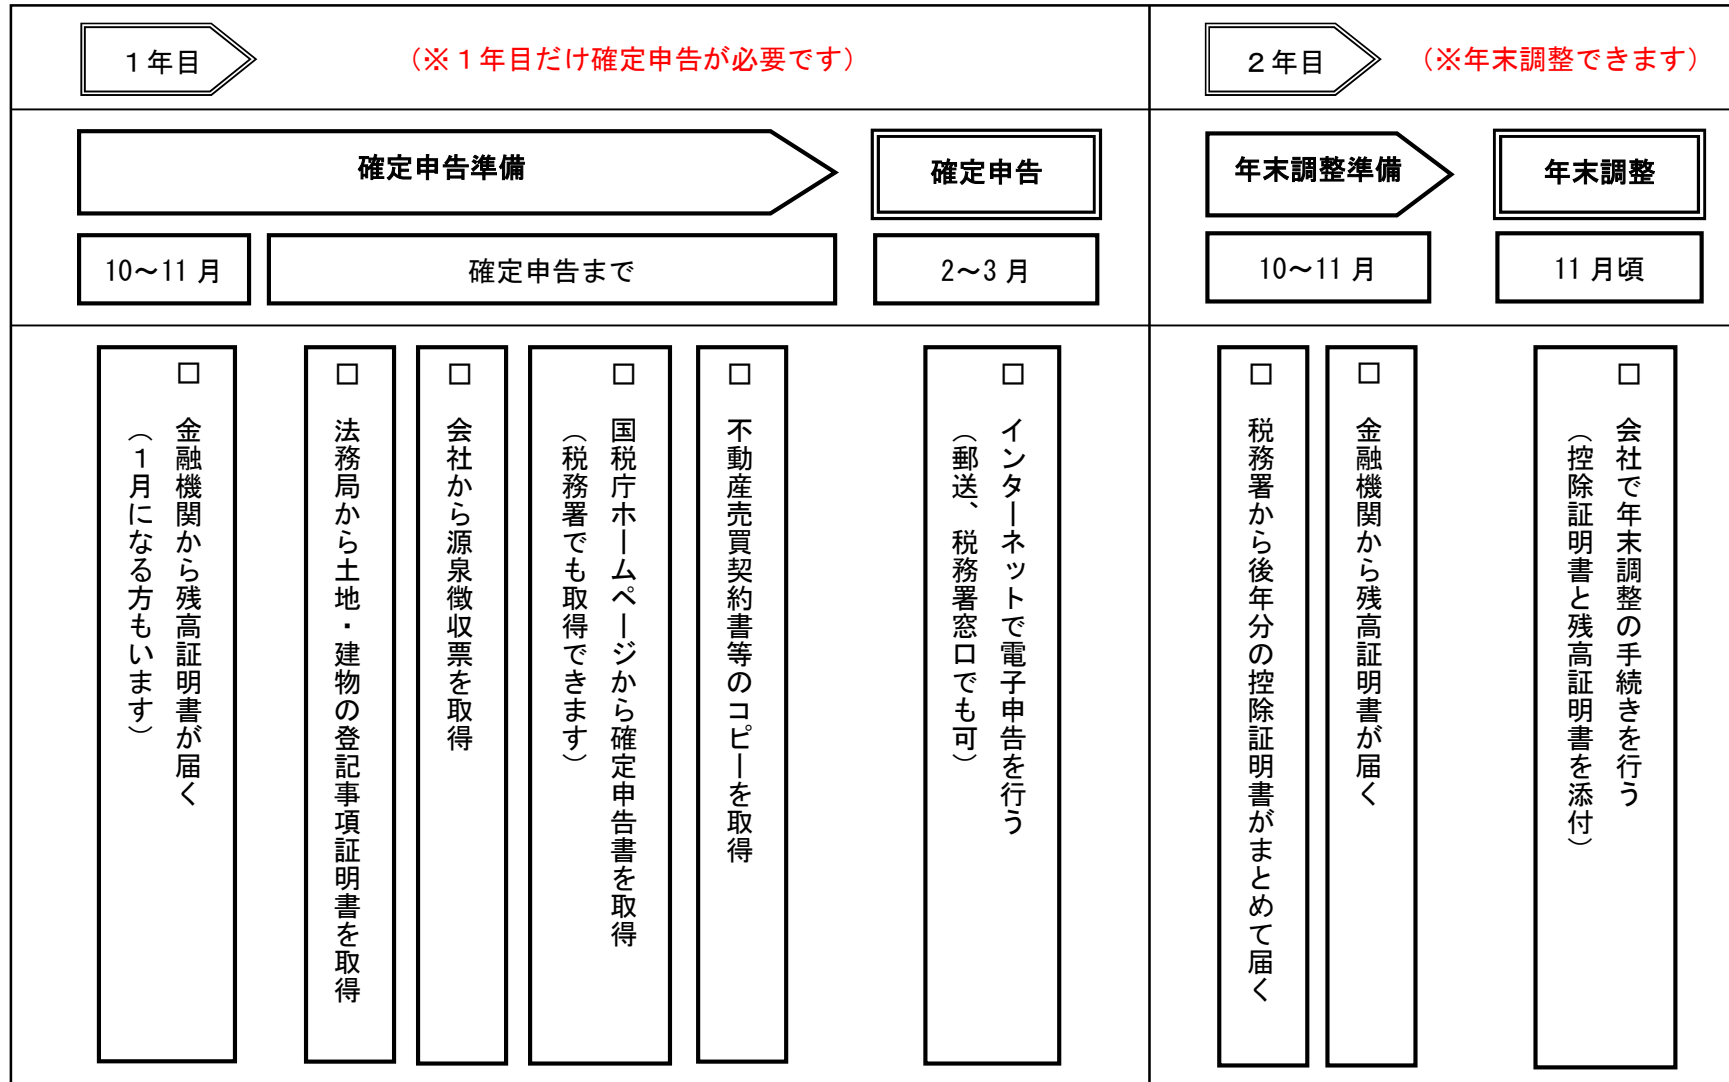 １年目
（※１年目だけ確定申告が必要です）
２年目
（※年末調整できます）
確定申告準備
確定申告
年末調整準備
年末調整
10～11 月
確定申告まで
2～3 月
10～11 月
11 月頃
□　金融機関から残高証明書が届く
（１月になる方もいます）
□　法務局から土地・建物の登記事項証明書を取得
□　会社から源泉徴収票を取得
□　国税庁ホームページから確定申告書を取得
（税務署でも取得できます）
□　不動産売買契約書等のコピーを取得
□　インターネットで電子申告を行う
（郵送、税務署窓口でも可）
□　税務署から後年分の控除証明書がまとめて届く
□　金融機関から残高証明書が届く
□　会社で年末調整の手続きを行う
（控除証明書と残高証明書を添付）